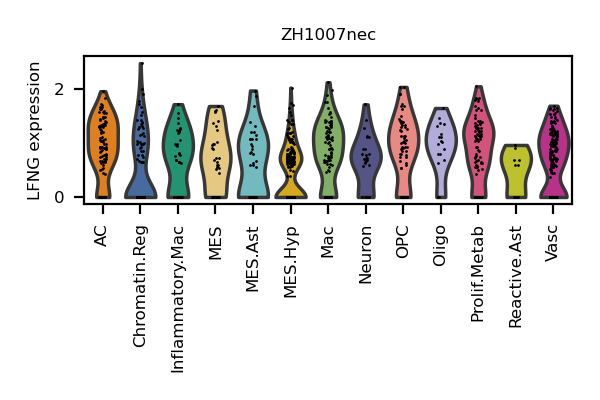 ZH1007nec
LFNG expression
2
0
AC
Chromatin.Reg
Inflammatory.Mac
MES
MES.Ast
MES.Hyp
Mac
Neuron
OPC
Oligo
Prolif.Metab
Reactive.Ast
Vasc